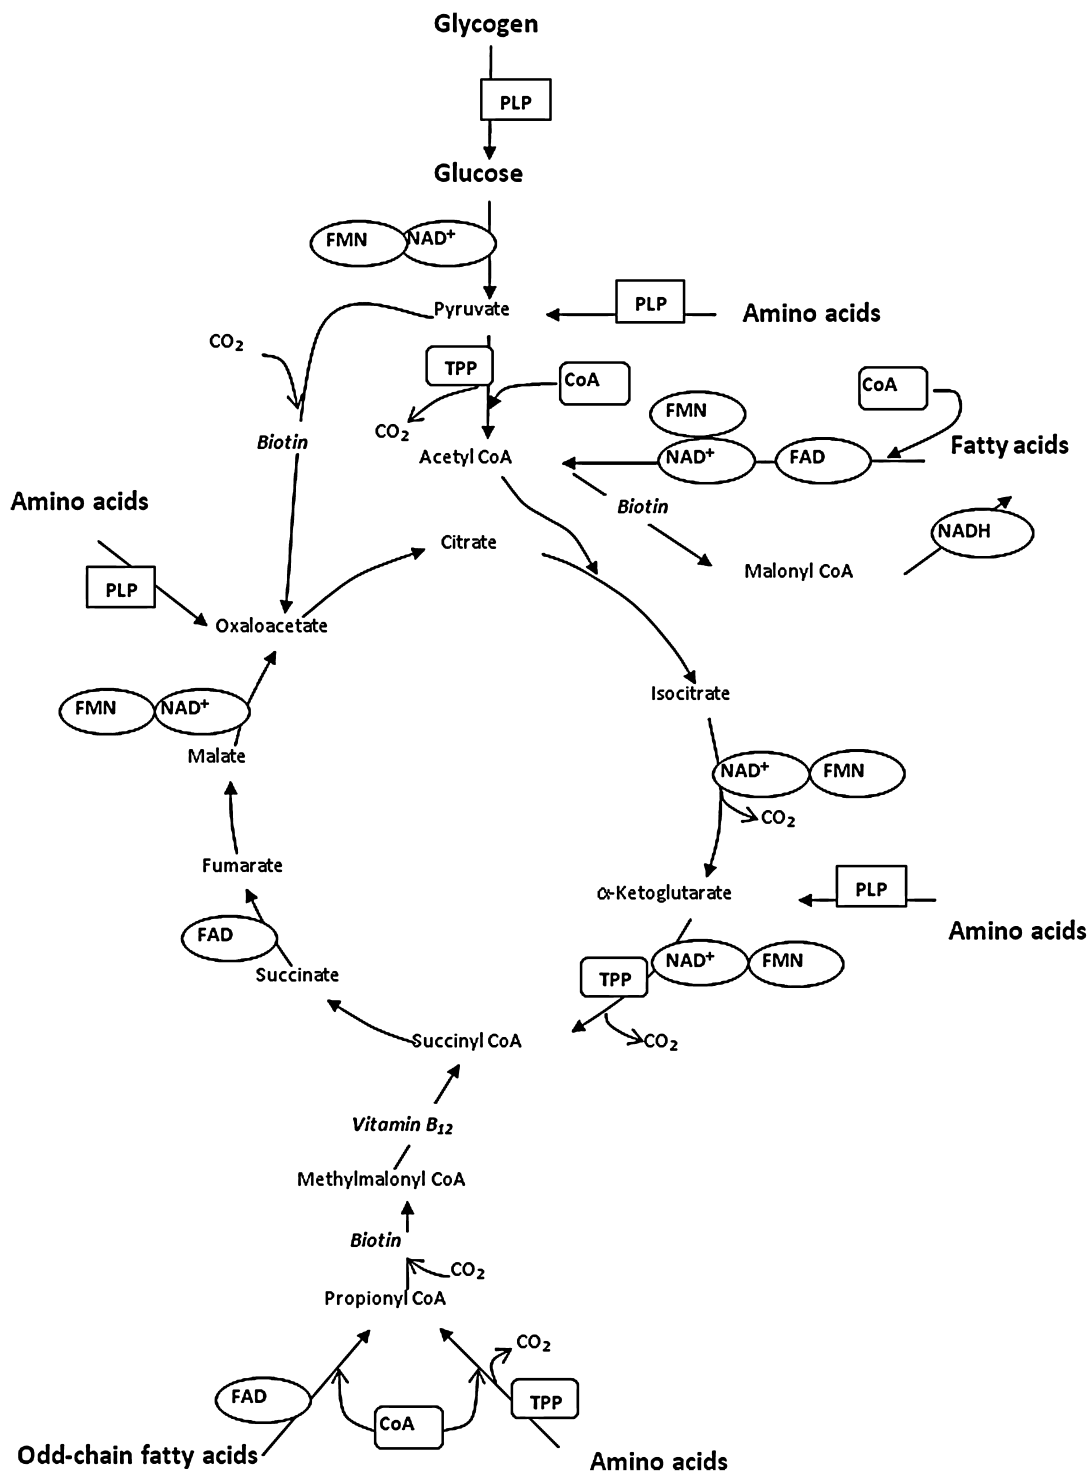 Glycogen
PLP
Glucose
FMN
NAD+
Pyruvate
PLP
Amino acids
CO2
TPP
CoA
CoA
CO2
FMN
Biotin
Acetyl CoA
NAD+
FAD
Fatty acids
Amino acids
Biotin
NADH
Citrate
Malonyl CoA
PLP
Oxaloacetate
Isocitrate
FMN
NAD+
Malate
NAD+
FMN
CO2
Fumarate
α-Ketoglutarate
PLP
Amino acids
FAD
Succinate
TPP
NAD+
FMN
Succinyl CoA
CO2
Vitamin B12
Methylmalonyl CoA
Biotin
CO2
Propionyl CoA
CO2
FAD
CoA
TPP
Odd-chain fatty acids
Amino acids